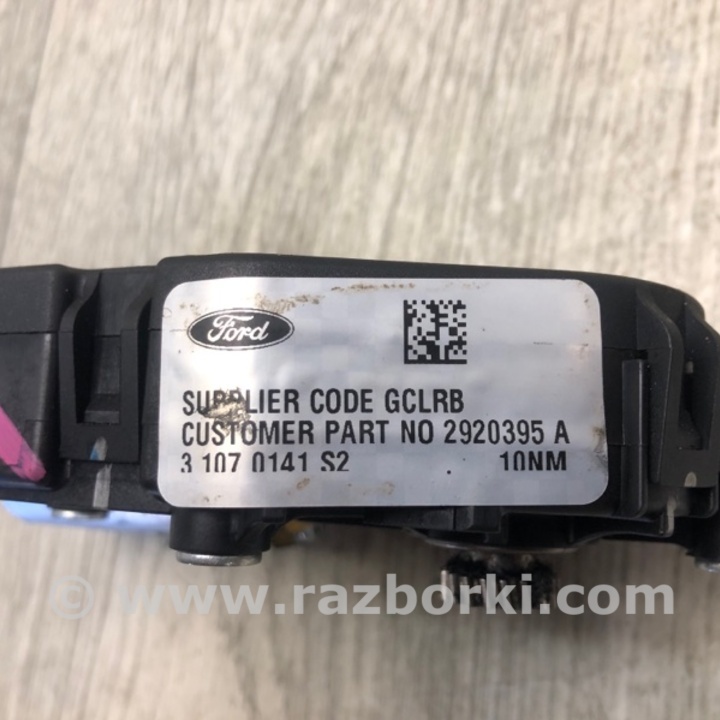 Ford
SUPPLIER CODE GCLRB
CUSTOMER PART NO 2920395 A
3 107 0141 S2 10NM
© www.razborki.com